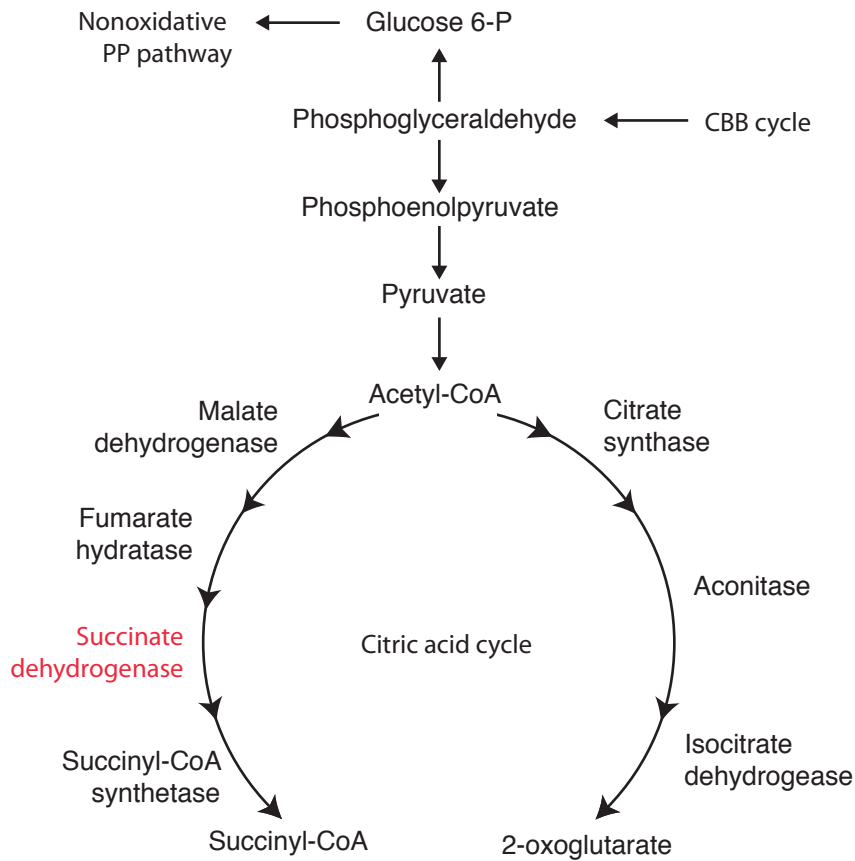 Nonoxidative
PP pathway
Glucose 6-P
Phosphoglyceraldehyde
CBB cycle
Phosphoenolpyruvate
Pyruvate
Acetyl-CoA
Malate
dehydrogenase
Citrate
synthase
Fumarate
hydratase
Aconitase
Succinate
dehydrogenase
Citric acid cycle
Succinyl-CoA
synthetase
Isocitrate
dehydrogease
Succinyl-CoA
2-oxoglutarate